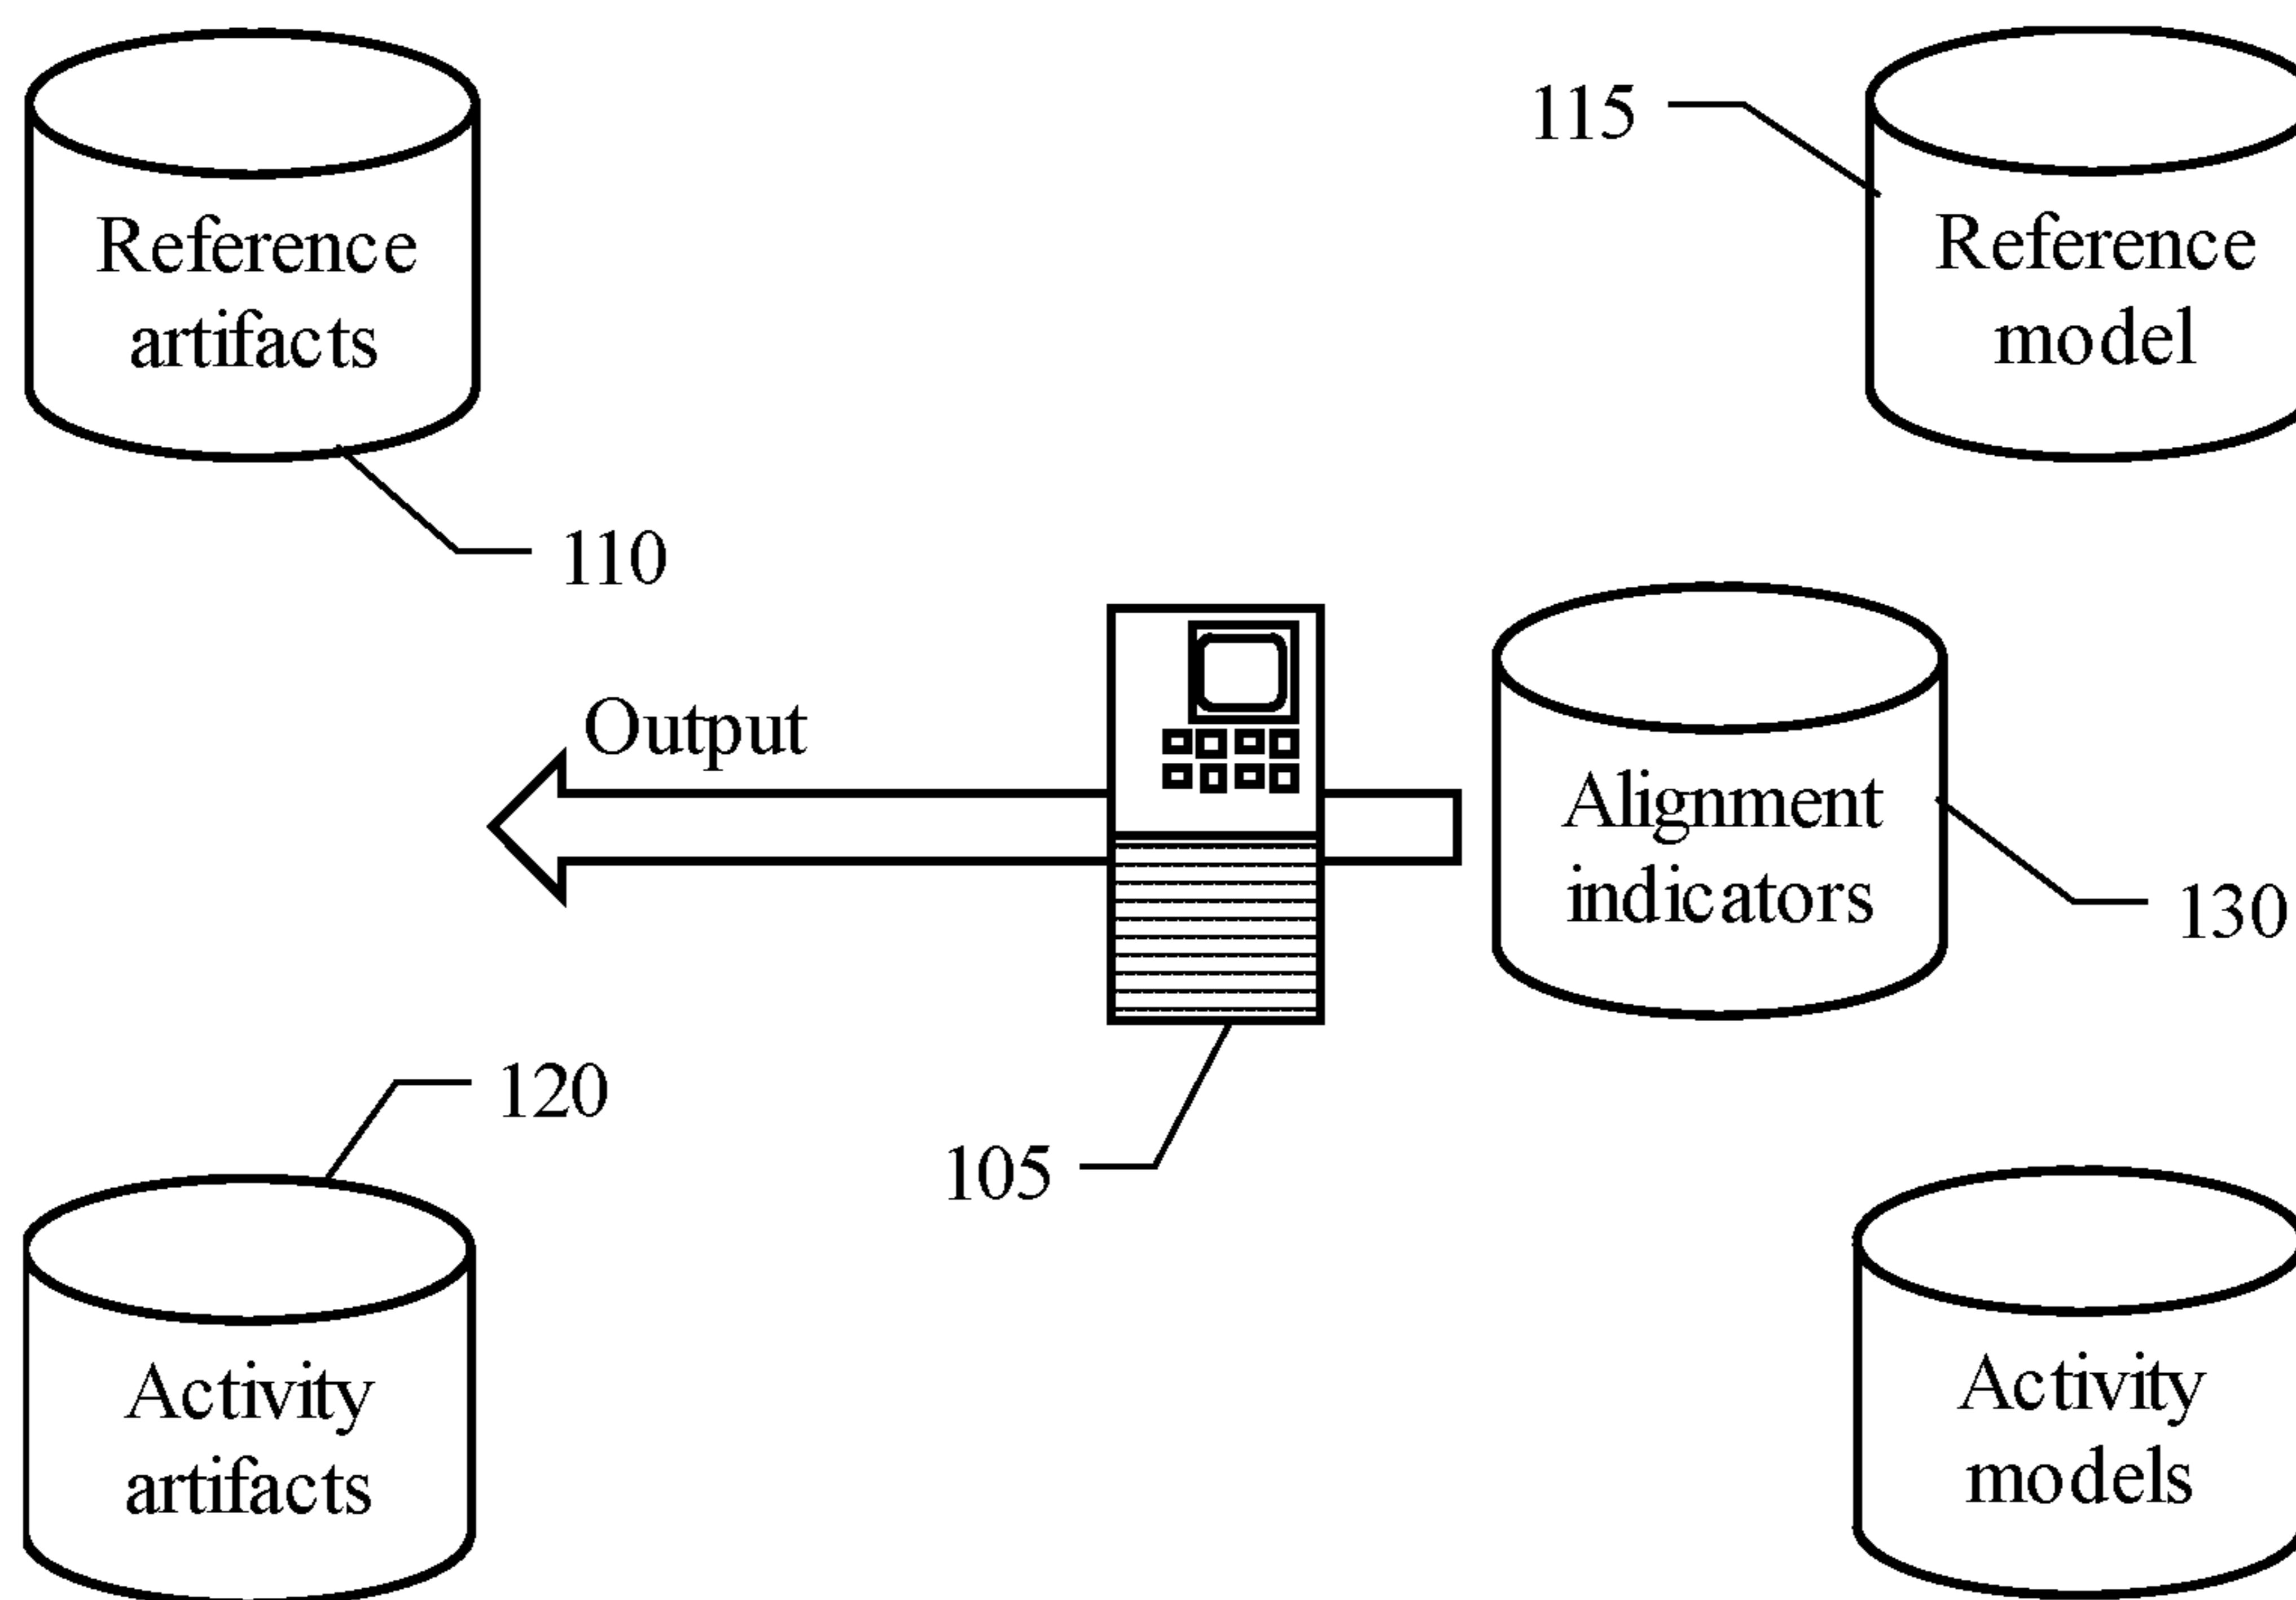 115
Reference
artifacts
Reference
model
110
Output
Alignment
indicators
130
120
105
Activity
artifacts
Activity
models